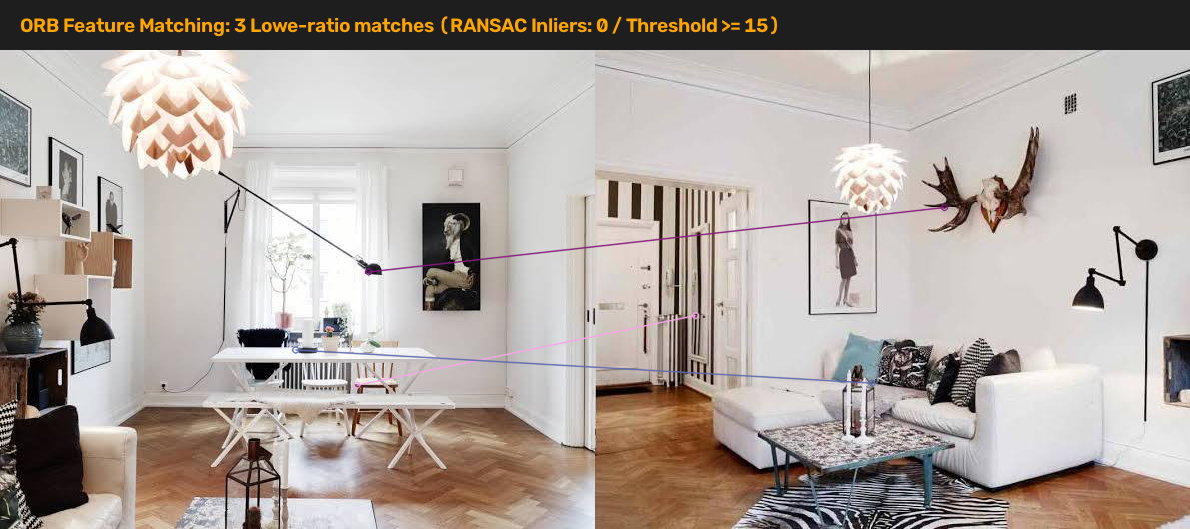 ORB Feature Matching: 3 Lowe-ratio matches (RANSAC Inliers: 0 / Threshold >= 15)